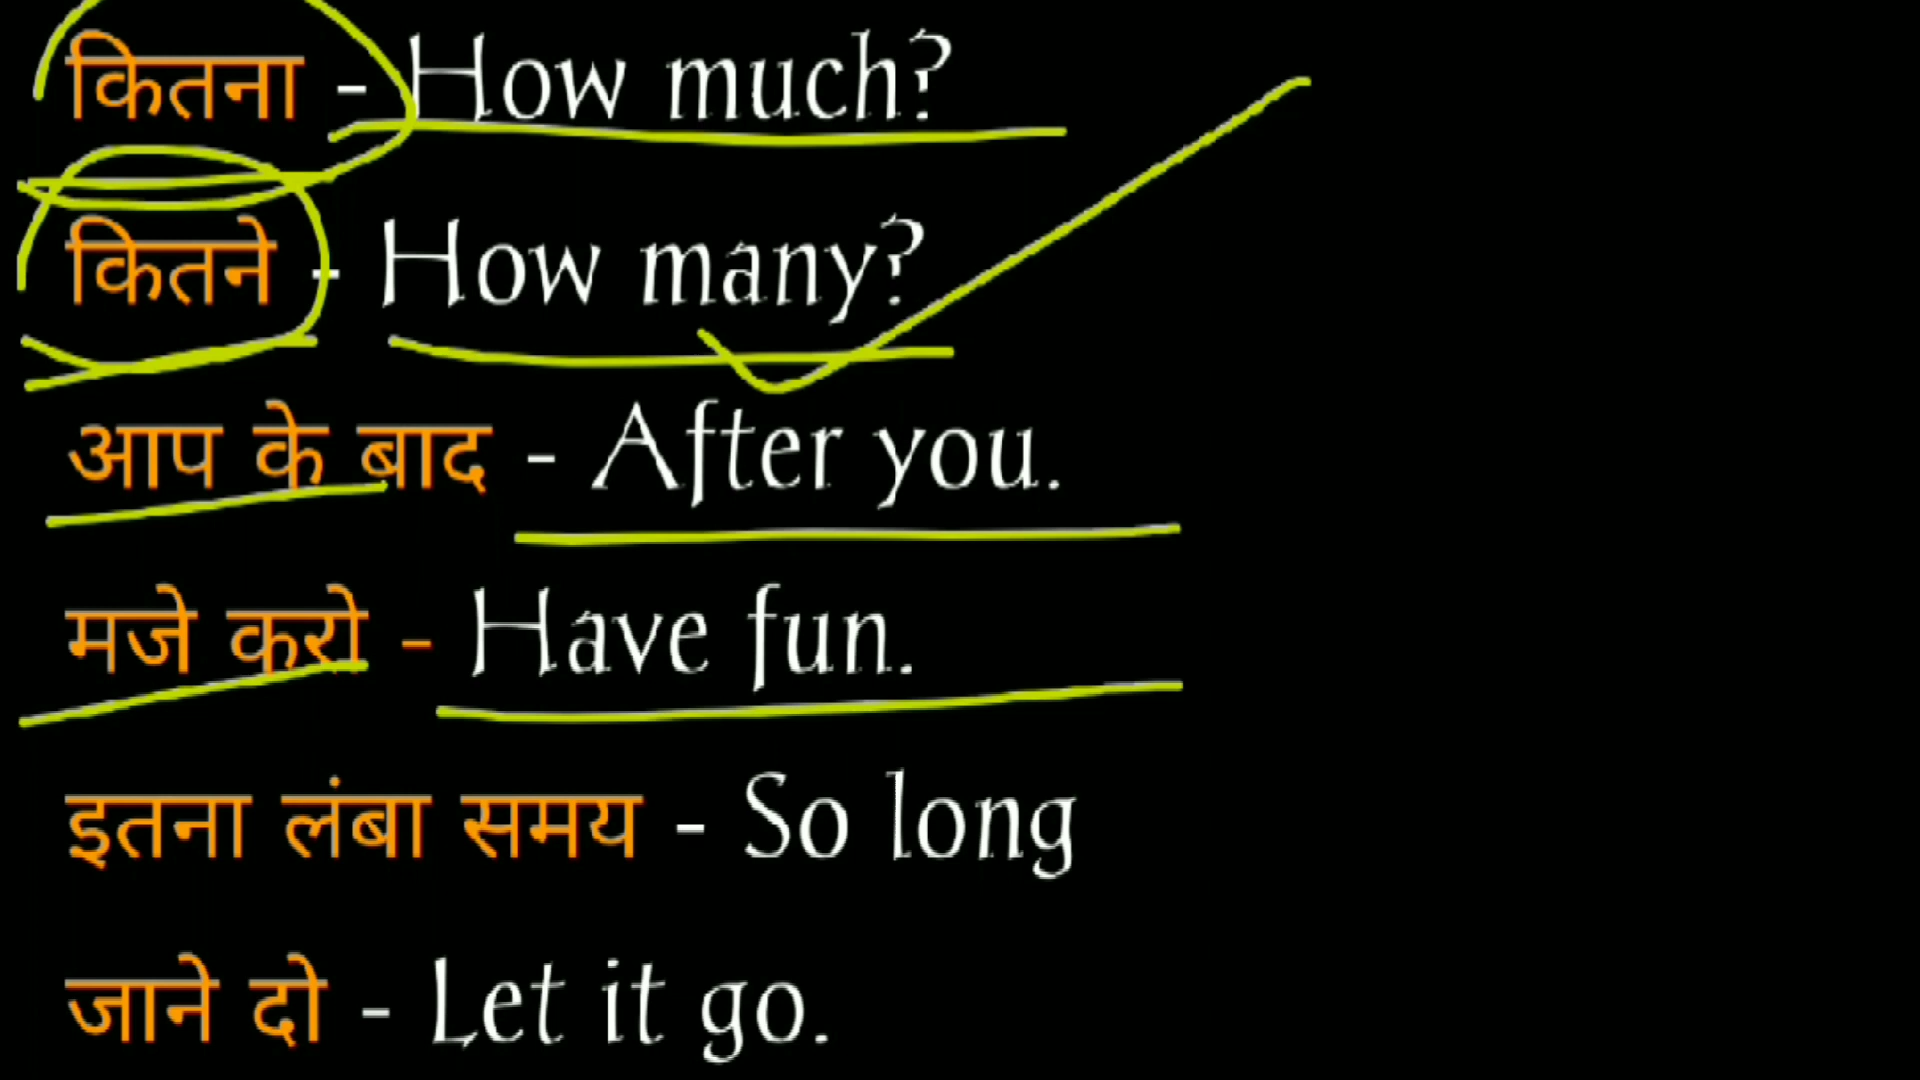 कितना - How much?
कितने - How many?
आप के बाद - After you.
मजे करो - Have fun.
इतना लंबा समय - So long
जाने दो - Let it go.